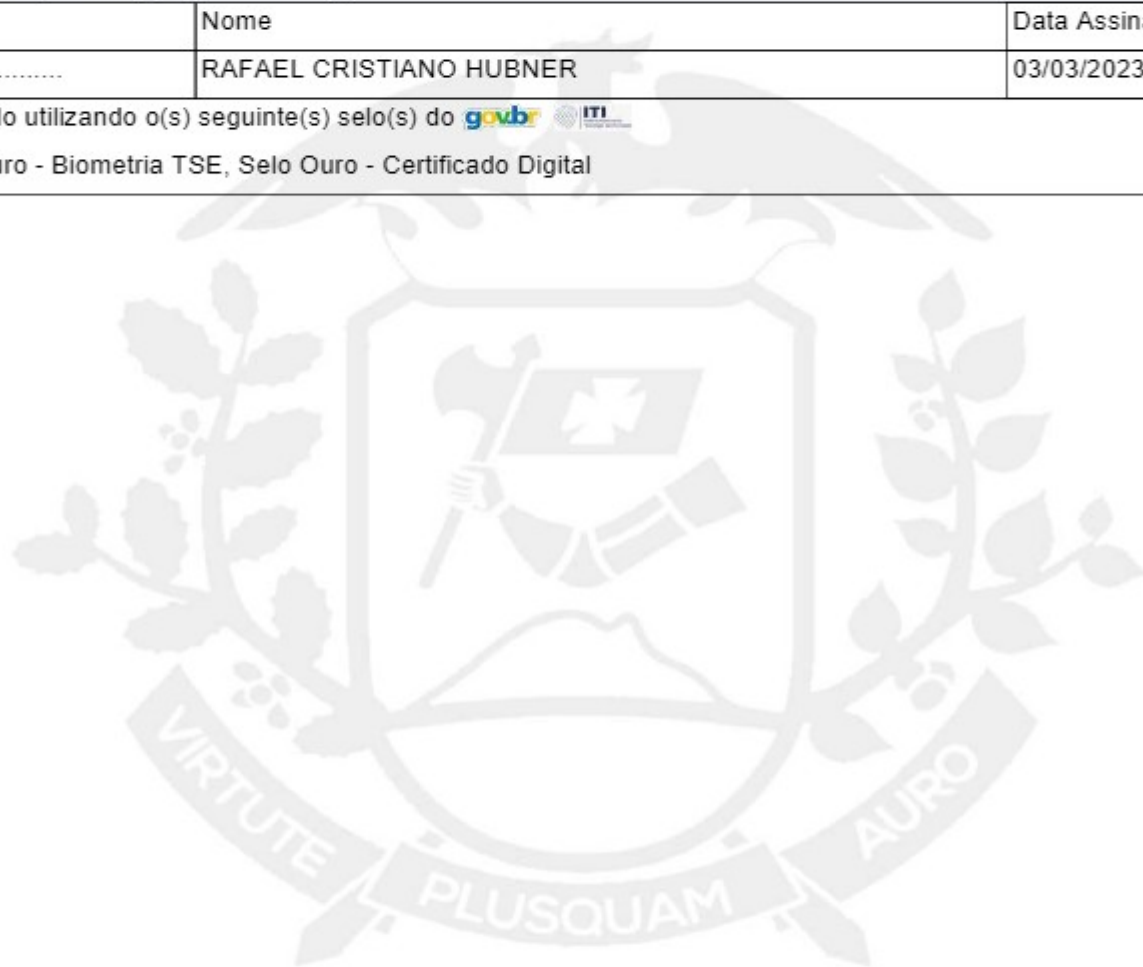 Nome Data Assin
......... RAFAEL CRISTIANO HUBNER 03/03/2023
o utilizando o(s) seguinte(s) selo(s) do gov.br ITI
uro - Biometria TSE, Selo Ouro - Certificado Digital
VIRTUTE PLUSQUAM AURO